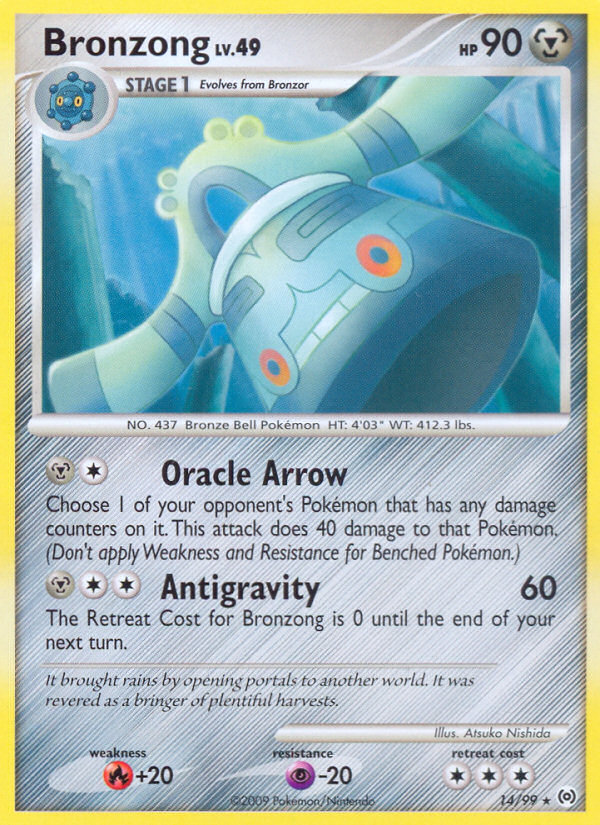 Bronzong LV.49 HP 90
STAGE 1 Evolves from Bronzor
NO. 437 Bronze Bell Pokémon HT: 4'03" WT: 412.3 lbs.
Oracle Arrow
Choose 1 of your opponent's Pokémon that has any damage
counters on it. This attack does 40 damage to that Pokémon.
(Don't apply Weakness and Resistance for Benched Pokémon.)
Antigravity 60
The Retreat Cost for Bronzong is 0 until the end of your
next turn.
It brought rains by opening portals to another world. It was
revered as a bringer of plentiful harvests.
Illus. Atsuko Nishida
weakness resistance retreat cost
+20 -20
©2009 Pokémon/Nintendo 14/99